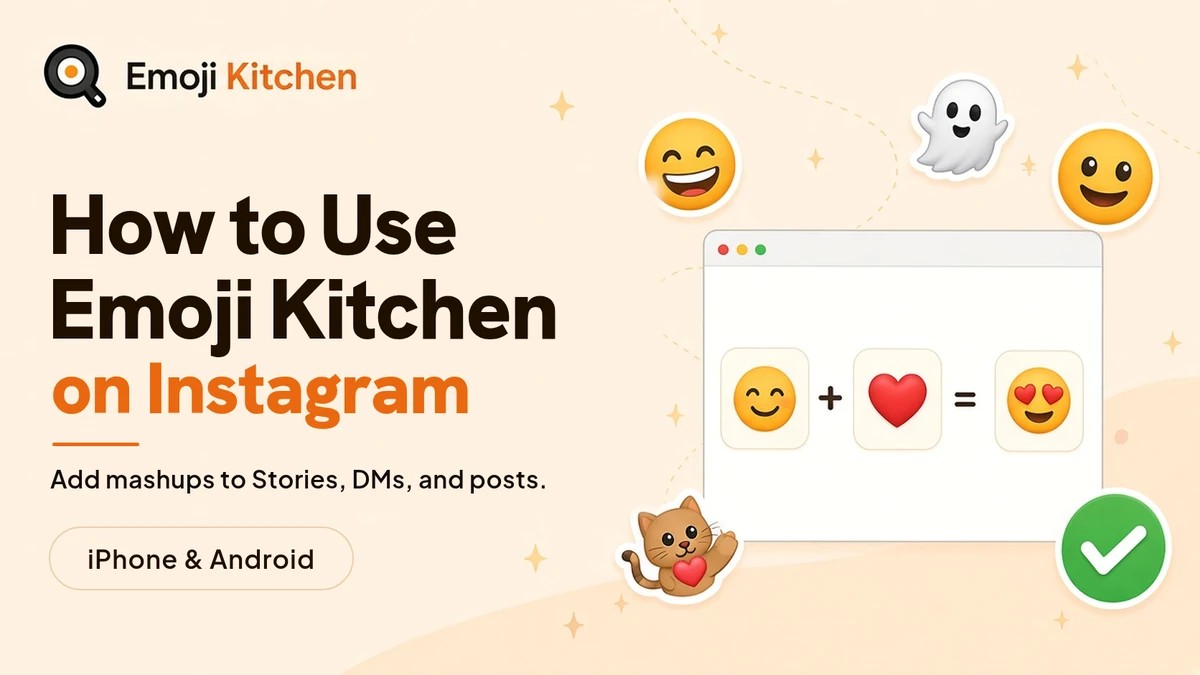 Emoji Kitchen
How to Use
Emoji Kitchen
on Instagram
Add mashups to Stories, DMs, and posts.
iPhone & Android
+ =